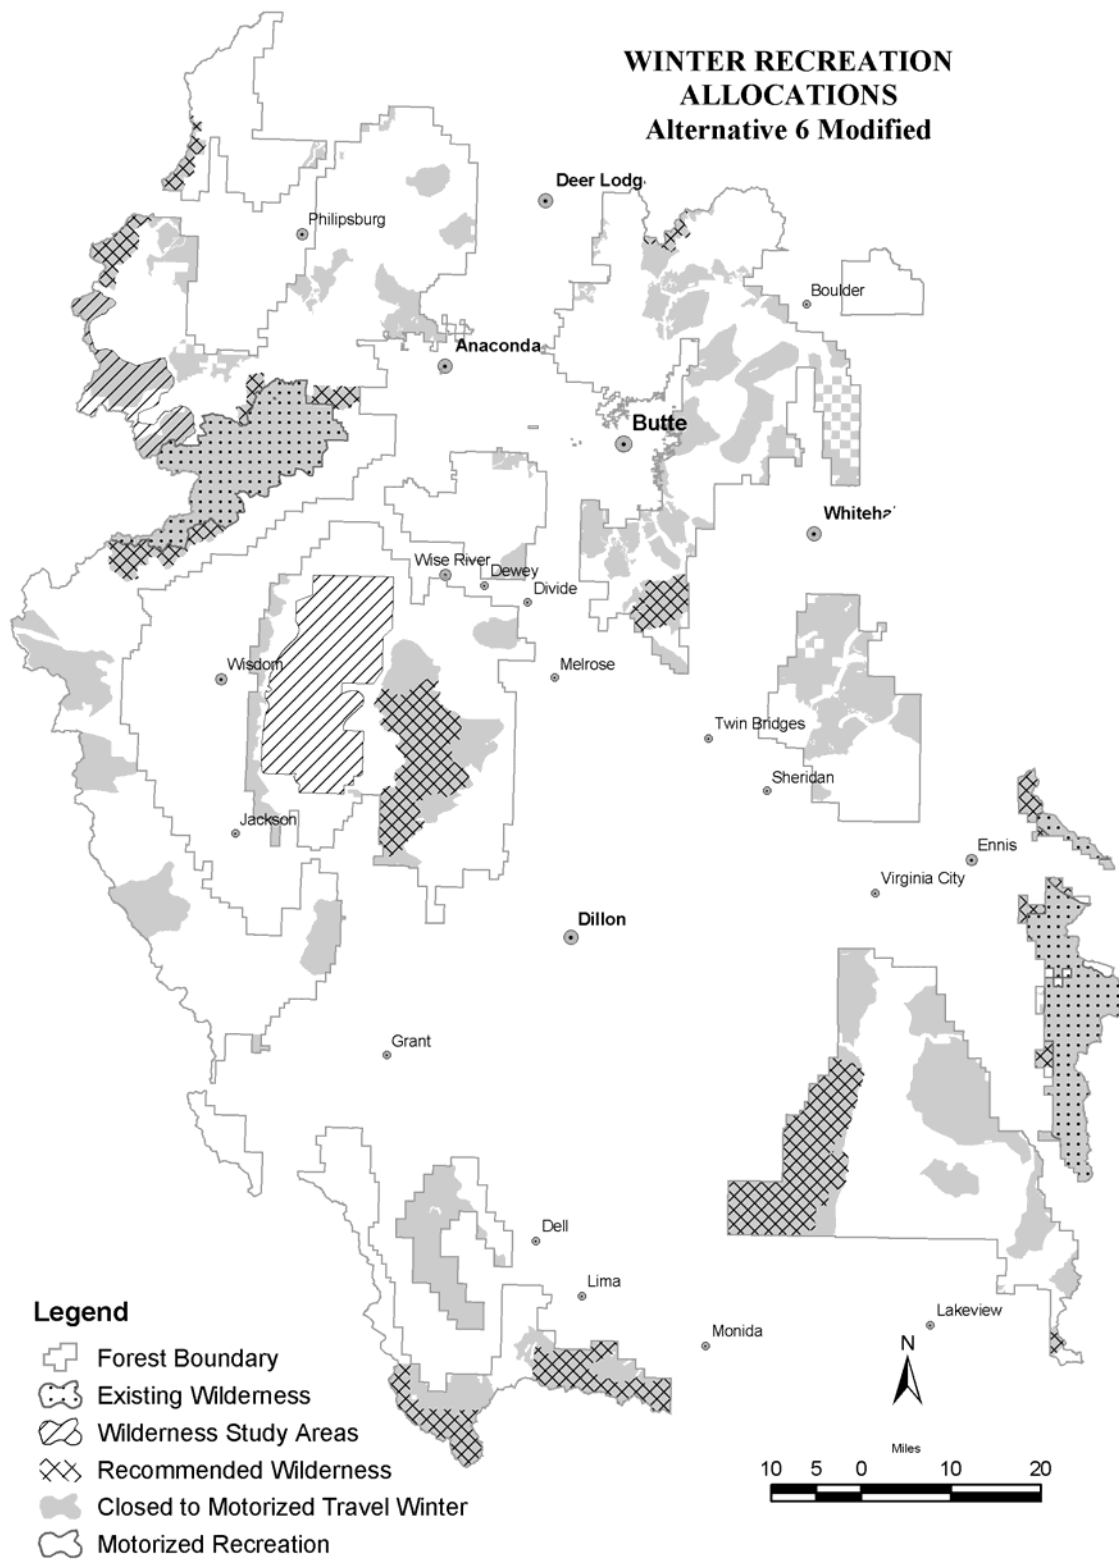 WINTER RECREATION
ALLOCATIONS
Alternative 6 Modified
Deer Lodg
Philipsburg
Boulder
Anaconda
Butte
Whiteha
Wise River
Dewey
Divide
Wisdom
Melrose
Twin Bridges
Sheridan
Jackson
Ennis
Virginia City
Dillon
Grant
Dell
Lima
Lakeview
Monida
N
Legend
Forest Boundary
Existing Wilderness
Wilderness Study Areas
Recommended Wilderness
Closed to Motorized Travel Winter
Motorized Recreation
Miles
10 5 0 10 20